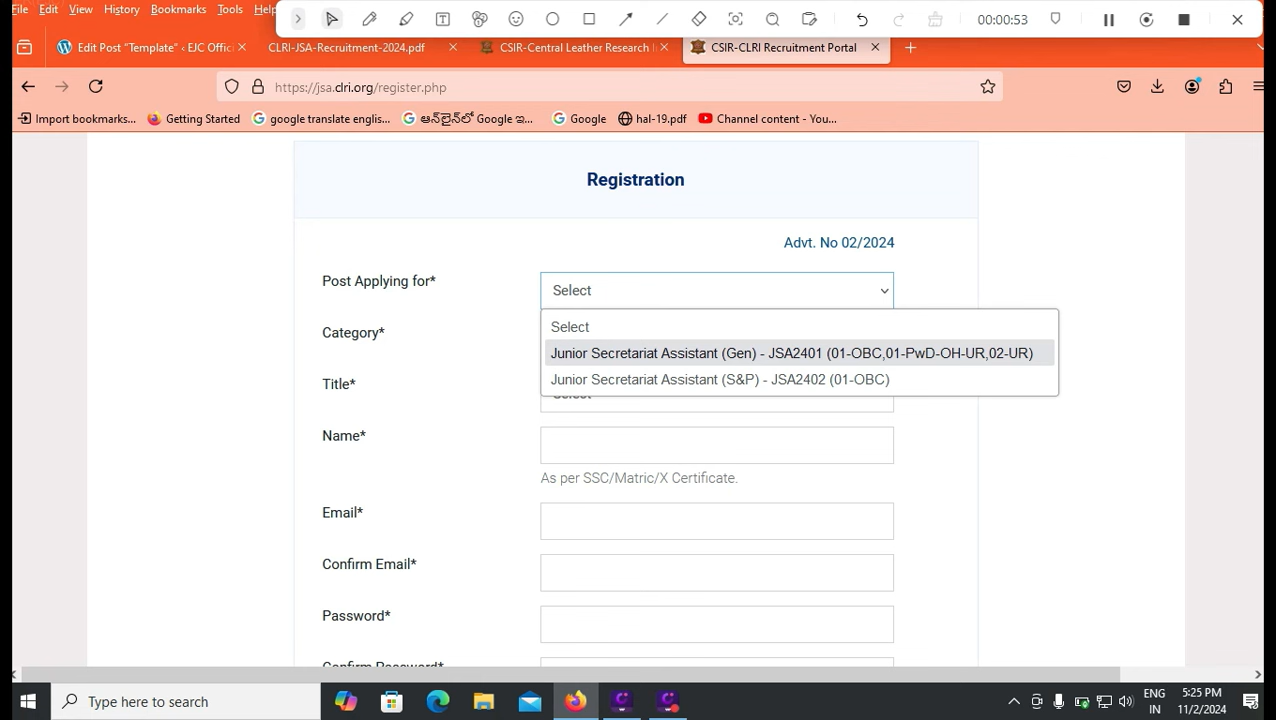 File Edit View History Bookmarks Tools Hel
00:00:53
Edit Post “Template” ‹ EJC Offici
CLRI-JSA-Recruitment-2024.pdf
CSIR-Central Leather Research I
CSIR-CLRI Recruitment Portal
https://jsa.clri.org/register.php
Import bookmarks...
Getting Started
google translate englis...
ఆన్‌లైన్‌లో Google ఇ...
Google
hal-19.pdf
Channel content - You...
Registration
Advt. No 02/2024
Post Applying for*
Select
Select
Category*
Junior Secretariat Assistant (Gen) - JSA2401 (01-OBC,01-PwD-OH-UR,02-UR)
Junior Secretariat Assistant (S&P) - JSA2402 (01-OBC)
Title*
Select
Name*
As per SSC/Matric/X Certificate.
Email*
Confirm Email*
Password*
Confirm Password*
Type here to search
ENG
IN
5:25 PM
11/2/2024